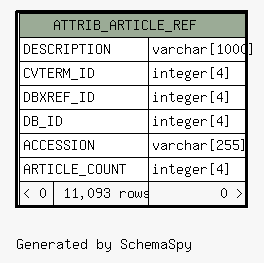 ATTRIB_ARTICLE_REF
DESCRIPTION varchar[1000]
CVTERM_ID integer[4]
DBXREF_ID integer[4]
DB_ID integer[4]
ACCESSION varchar[255]
ARTICLE_COUNT integer[4]
< 0 11,093 rows 0 >
Generated by SchemaSpy